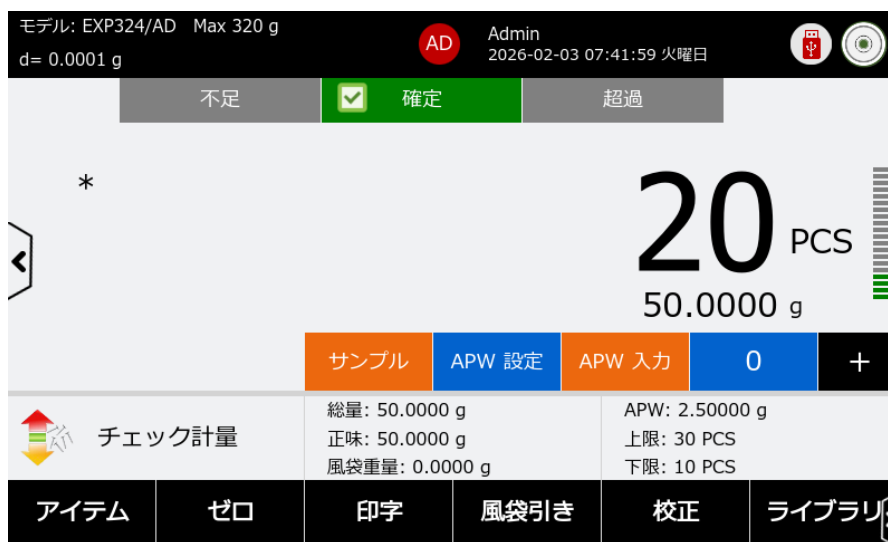 モデル: EXP324/AD Max 320 g
d= 0.0001 g
AD
Admin
2026-02-03 07:41:59 火曜日
不足
確定
超過
*
20 PCS
50.0000 g
サンプル
APW 設定
APW 入力
0
+
チェック計量
総量: 50.0000 g
正味: 50.0000 g
風袋重量: 0.0000 g
APW: 2.50000 g
上限: 30 PCS
下限: 10 PCS
アイテム
ゼロ
印字
風袋引き
校正
ライブラリ